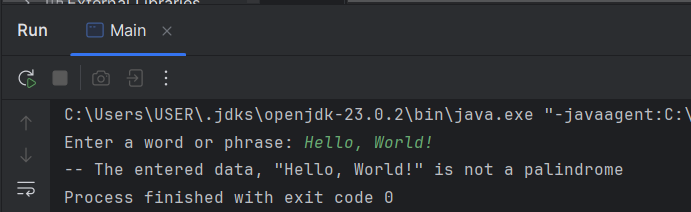 External Libraries
Run
Main
C:\Users\USER\.jdks\openjdk-23.0.2\bin\java.exe "-javaagent:C:\
Enter a word or phrase: Hello, World!
-- The entered data, "Hello, World!" is not a palindrome
Process finished with exit code 0